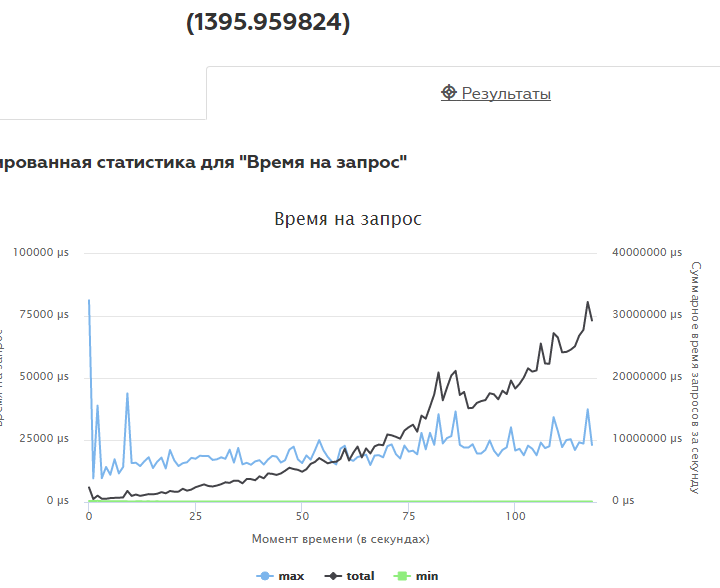 (1395.959824)
Результаты
ированная статистика для "Время на запрос"
Время на запрос
100000 µs
75000 µs
50000 µs
25000 µs
0 µs
40000000 µs
30000000 µs
20000000 µs
10000000 µs
0 µs
Суммарное время запросов за секунду
0
25
50
75
100
Момент времени (в секундах)
max
total
min